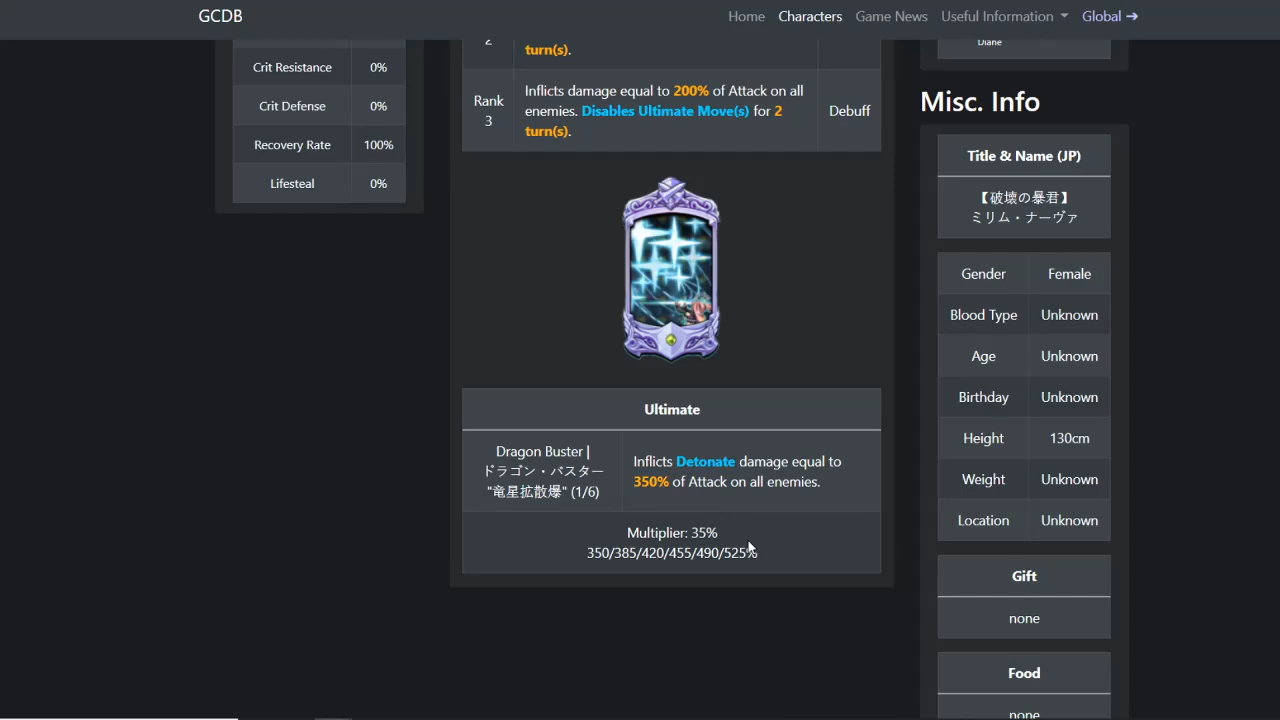 GCDB
Home
Characters
Game News
Useful Information
Global ➔
Crit Resistance 0%
Crit Defense 0%
Recovery Rate 100%
Lifesteal 0%
2
turn(s).
Rank
3
Inflicts damage equal to 200% of Attack on all
enemies. Disables Ultimate Move(s) for 2
turn(s).
Debuff
Ultimate
Dragon Buster |
ドラゴン・バスター
"竜星拡散爆" (1/6)
Inflicts Detonate damage equal to
350% of Attack on all enemies.
Multiplier: 35%
350/385/420/455/490/525%
Diane
Misc. Info
Title & Name (JP)
【破壊の暴君】
ミリム・ナーヴァ
Gender Female
Blood Type Unknown
Age Unknown
Birthday Unknown
Height 130cm
Weight Unknown
Location Unknown
Gift
none
Food
none